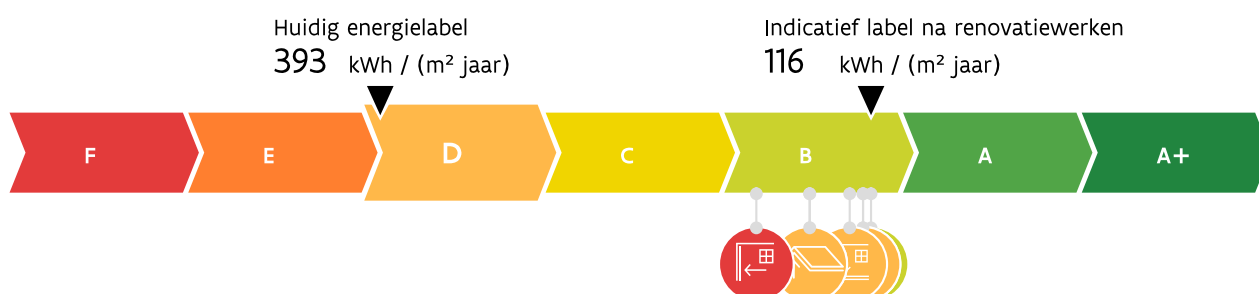 Huidig energielabel
393 kWh / (m² jaar)
Indicatief label na renovatiewerken
116 kWh / (m² jaar)
F E D C B A A+